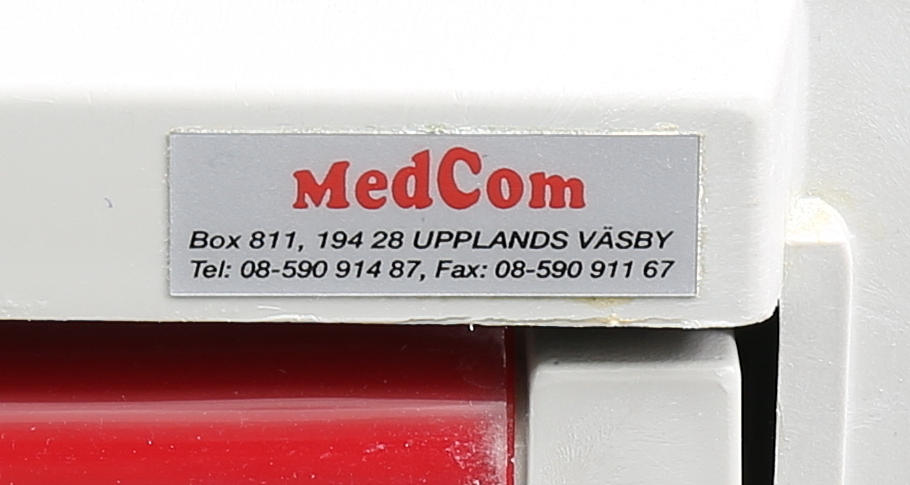 MedCom
Box 811, 194 28 UPPLANDS VÄSBY
Tel: 08-590 914 87, Fax: 08-590 911 67